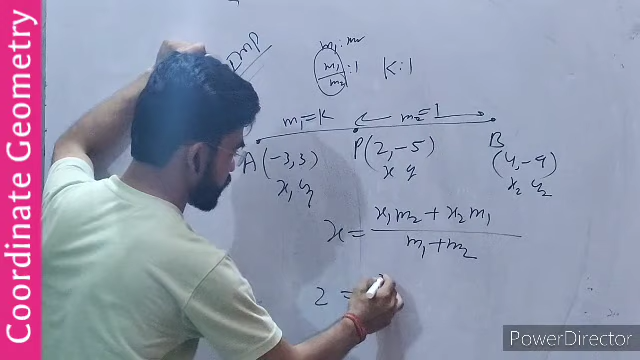 Coordinate Geometry
IMP
m₁:m₂
m₁/m₂:1 K:1
m₁=K m₂=1
A(-3,3) P(2,-5) B(4,-9)
x₁ y₁ x y x₂ y₂
x = (x₁m₂ + x₂m₁)/(m₁+m₂)
2 =
PowerDirector